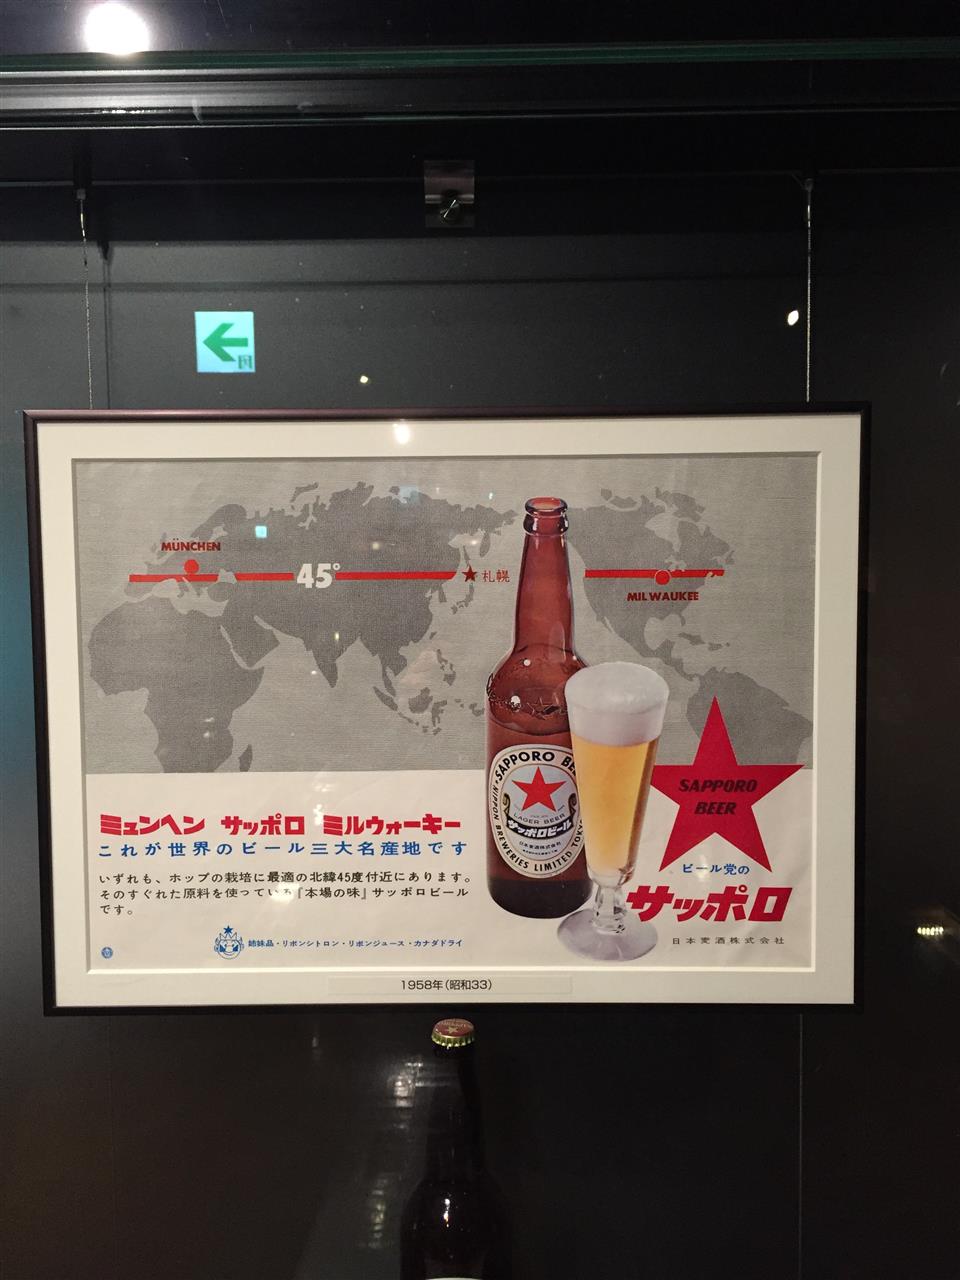 MÜNCHEN
45°
札幌
MILWAUKEE
SAPPORO BEER
LAGER BEER
サッポロビール
日本麦酒株式会社
NIPPON BREWERIES LIMITED TOKYO
SAPPORO
BEER
ミュンヘン サッポロ ミルウォーキー
これが世界のビール三大名産地です
いずれも、ホップの栽培に最適の北緯45度付近にあります。
そのすぐれた原料を使っている『本場の味』サッポロビール
です。
姉妹品・リボンシトロン・リボンジュース・カナダドライ
ビール党の
サッポロ
日本麦酒株式会社
1958年(昭和33)